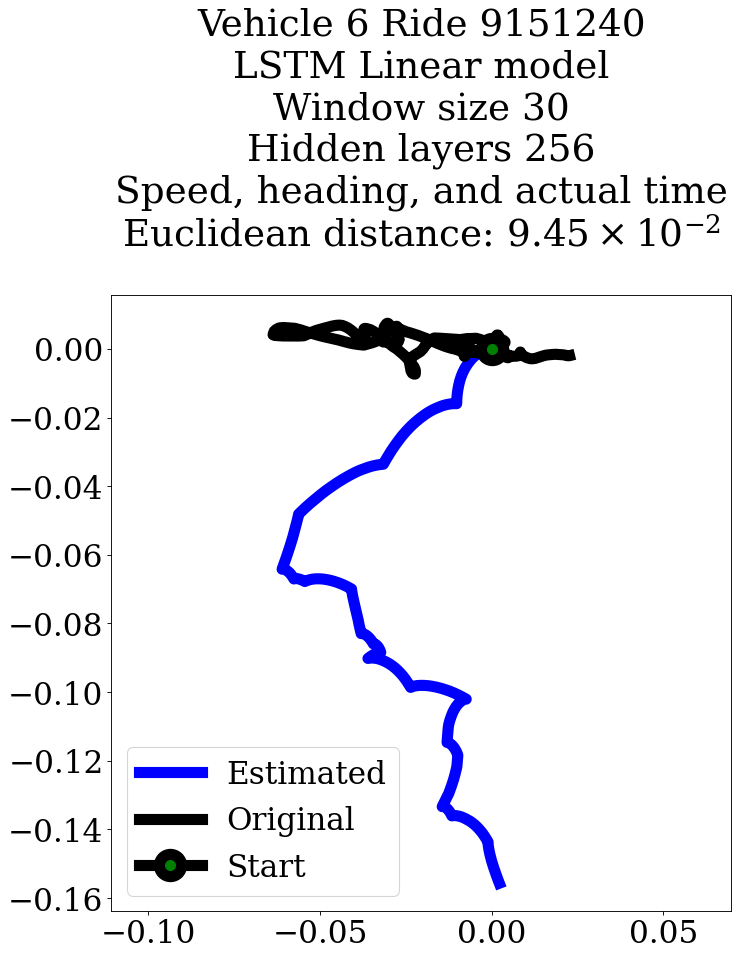 Vehicle 6 Ride 9151240
LSTM Linear model
Window size 30
Hidden layers 256
Speed, heading, and actual time
Euclidean distance: 9.45 × 10⁻²
0.00
−0.02
−0.04
−0.06
−0.08
−0.10
−0.12
−0.14
−0.16
Estimated
Original
Start
−0.10 −0.05 0.00 0.05